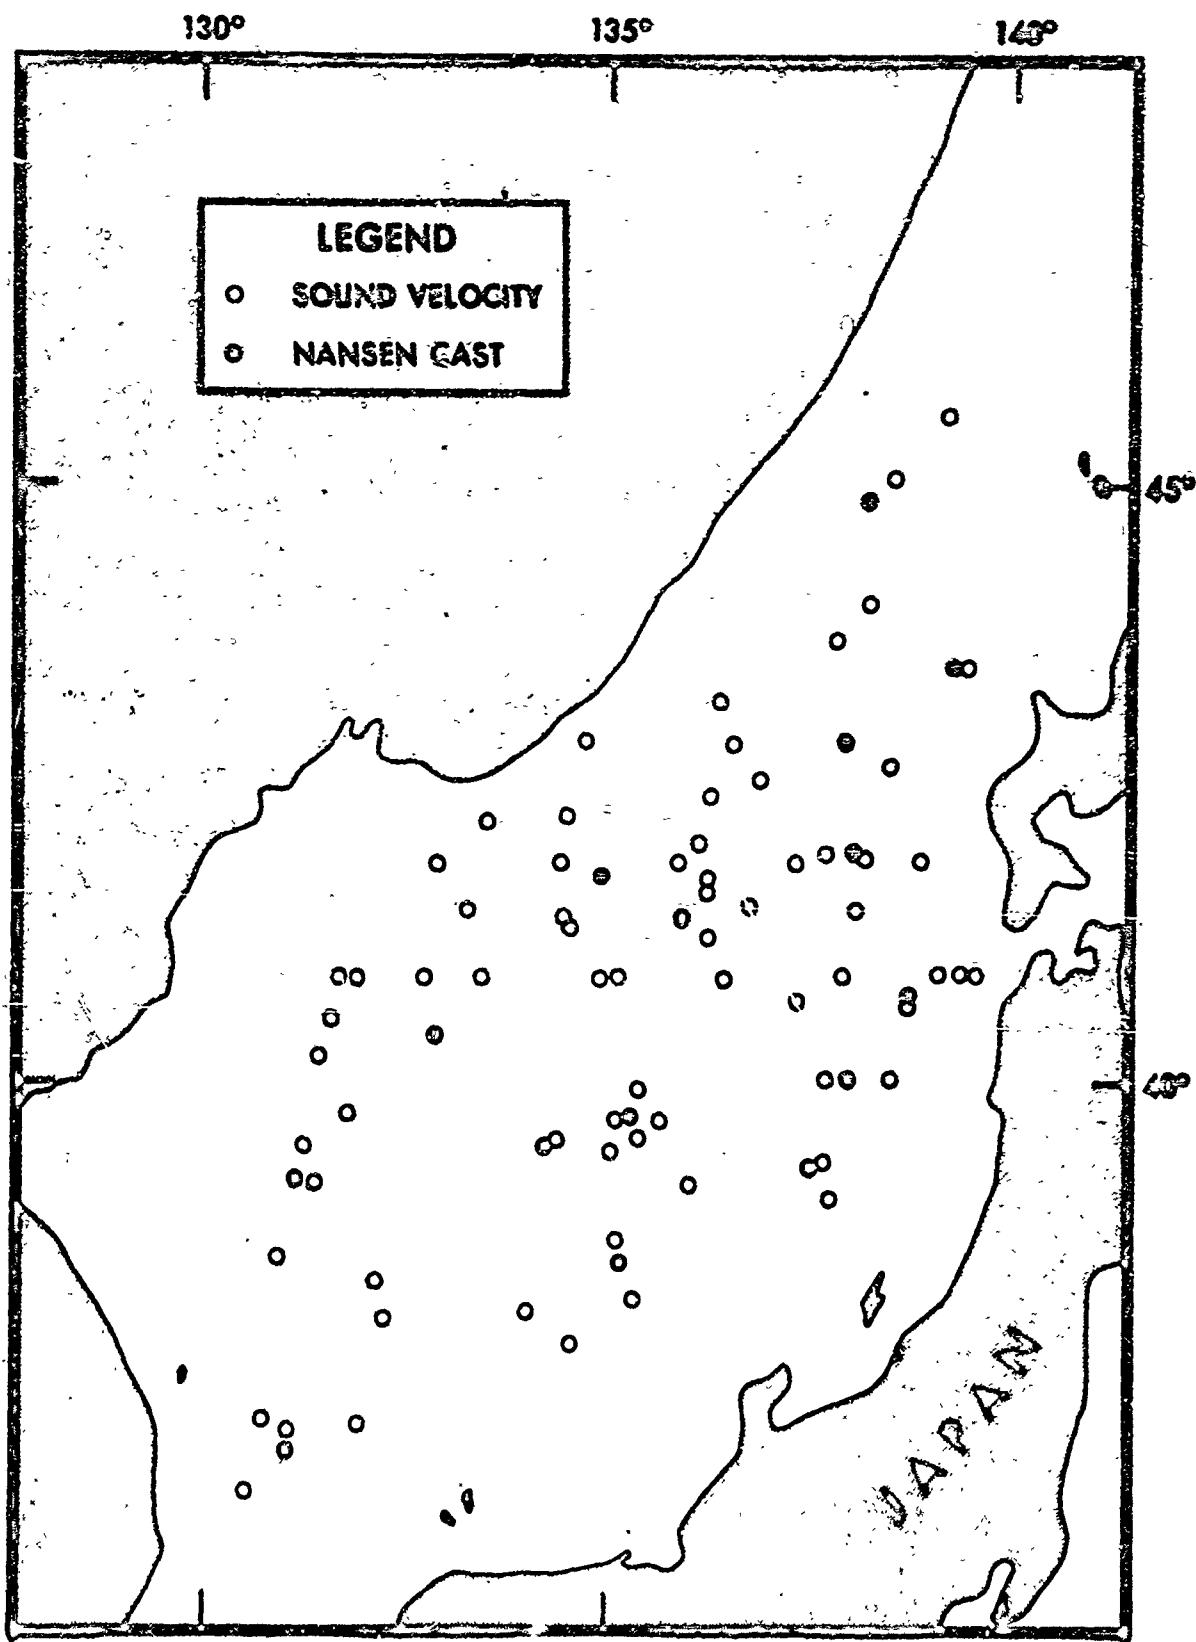 130° 135° 140°
LEGEND
SOUND VELOCITY
NANSEN CAST
45°
40°
JAPAN